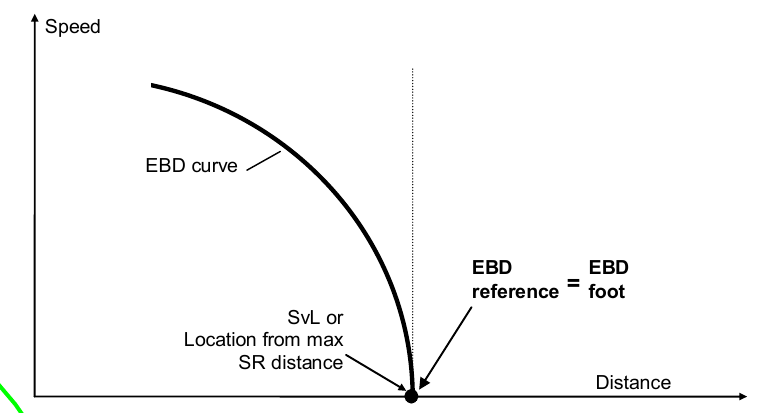 Speed
EBD curve
EBD EBD
reference = foot
SvL or
Location from max
SR distance
Distance